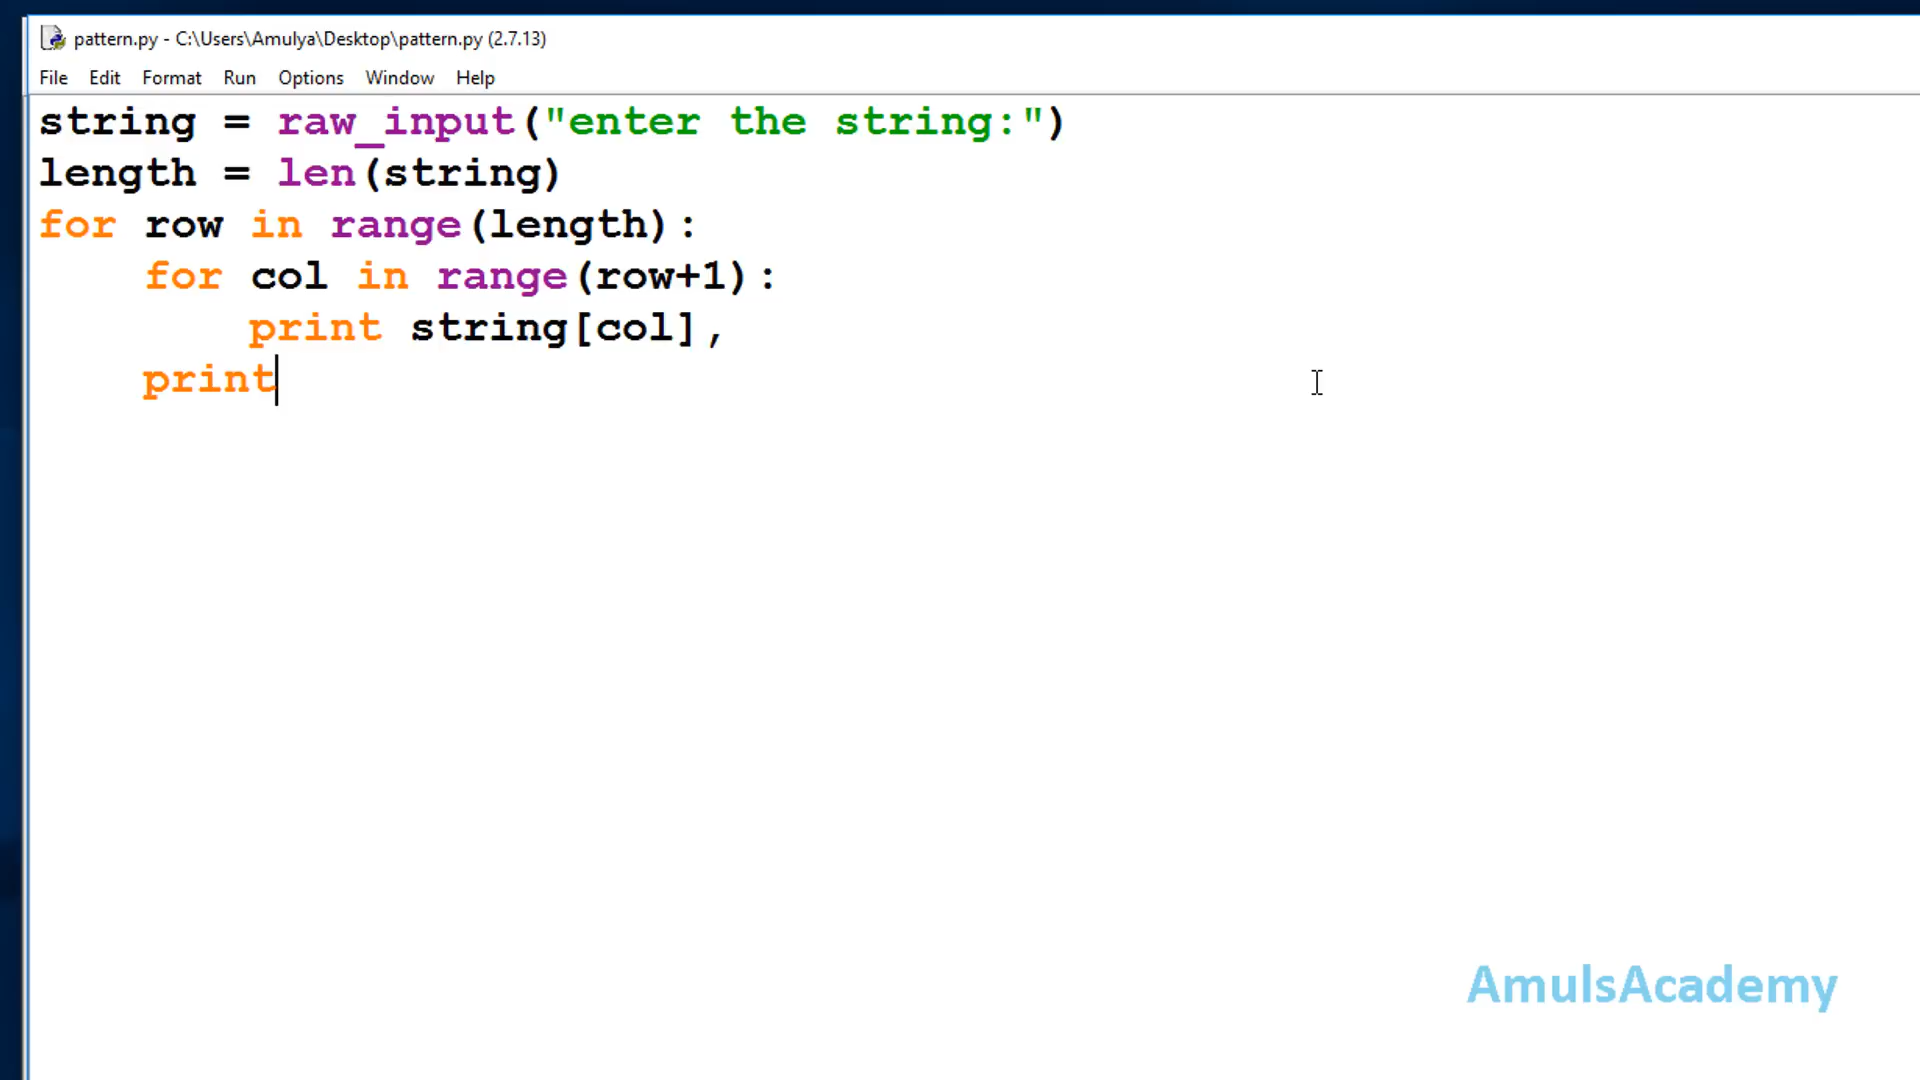 pattern.py - C:\Users\Amulya\Desktop\pattern.py (2.7.13)
File Edit Format Run Options Window Help
string = raw_input("enter the string:")
length = len(string)
for row in range(length):
    for col in range(row+1):
        print string[col],
    print
AmulsAcademy